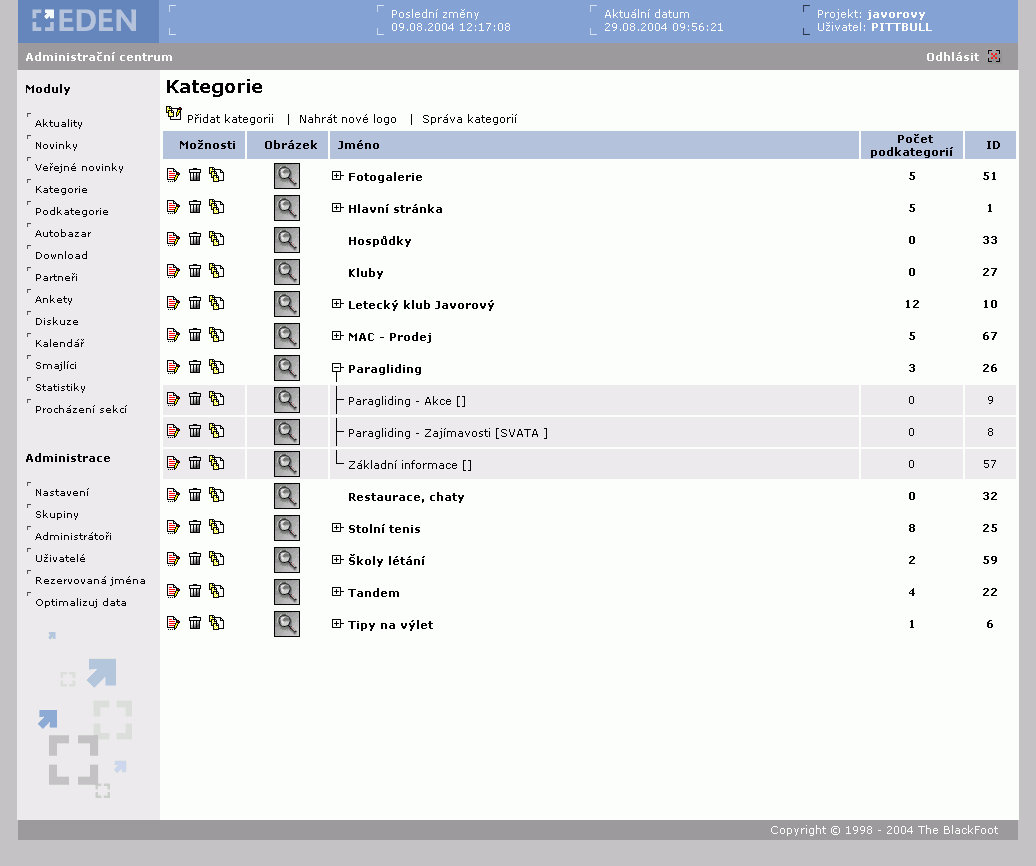 EDEN
Poslední změny
09.08.2004 12:17:08
Aktuální datum
29.08.2004 09:56:21
Projekt: javorovy
Uživatel: PITTBULL
Administrační centrum
Odhlásit
Moduly
Aktuality
Novinky
Veřejné novinky
Kategorie
Podkategorie
Autobazar
Download
Partneři
Ankety
Diskuze
Kalendář
Smajlíci
Statistiky
Procházení sekcí
Administrace
Nastavení
Skupiny
Administrátoři
Uživatelé
Rezervovaná jména
Optimalizuj data
Kategorie
Přidat kategorii | Nahrát nové logo | Správa kategorií
Možnosti Obrázek Jméno Počet podkategorií ID
Fotogalerie 5 51
Hlavní stránka 5 1
Hospůdky 0 33
Kluby 0 27
Letecký klub Javorový 12 10
MAC - Prodej 5 67
Paragliding 3 26
Paragliding - Akce [] 0 9
Paragliding - Zajímavosti [SVATA ] 0 8
Základní informace [] 0 57
Restaurace, chaty 0 32
Stolní tenis 8 25
Školy létání 2 59
Tandem 4 22
Tipy na výlet 1 6
Copyright © 1998 - 2004 The BlackFoot